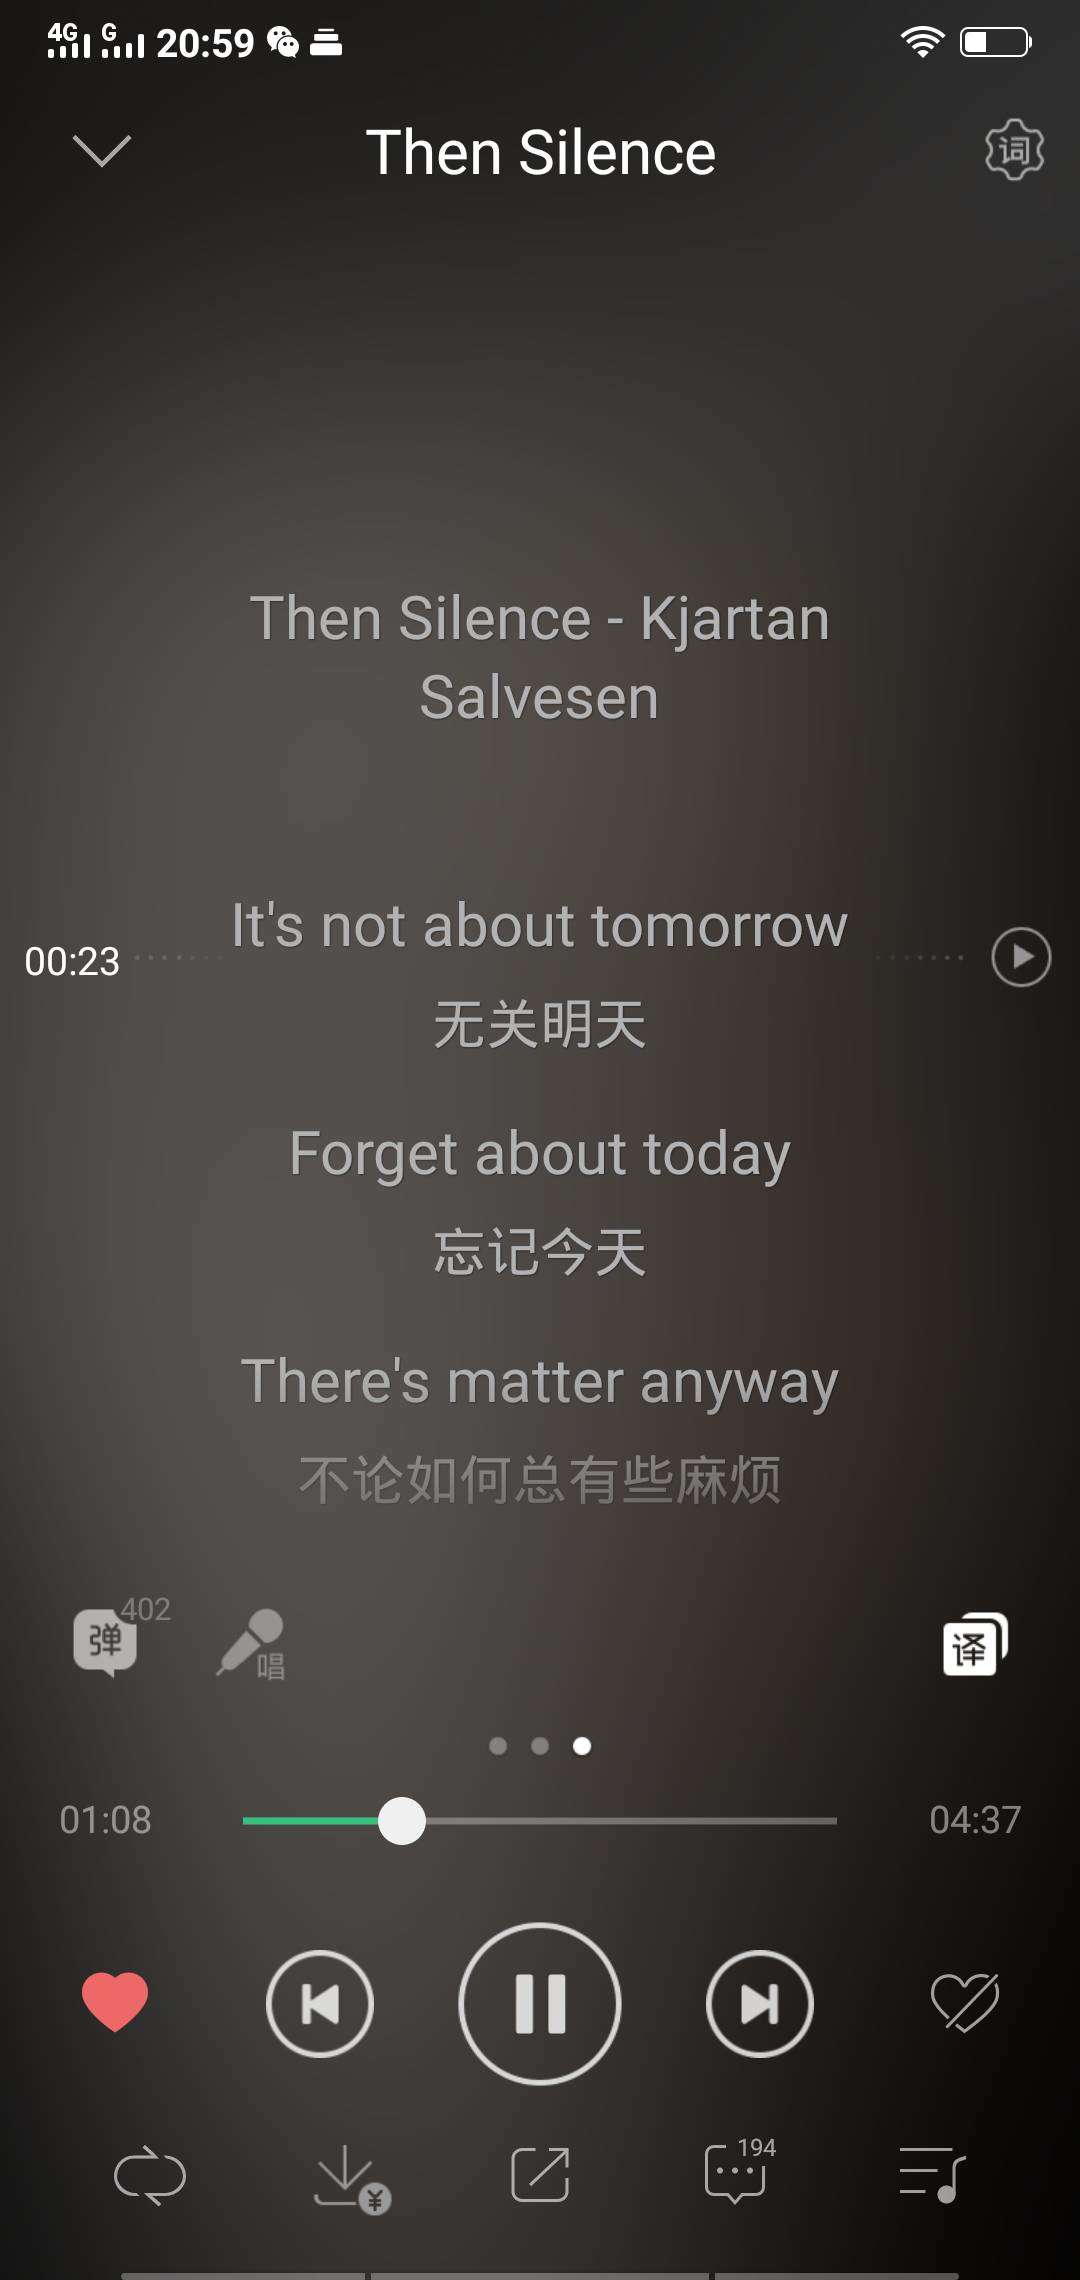 4G G 20:59
Then Silence
词
Then Silence - Kjartan
Salvesen
It's not about tomorrow
00:23
无关明天
Forget about today
忘记今天
There's matter anyway
不论如何总有些麻烦
弹 402
唱
译
01:08
04:37
¥
194